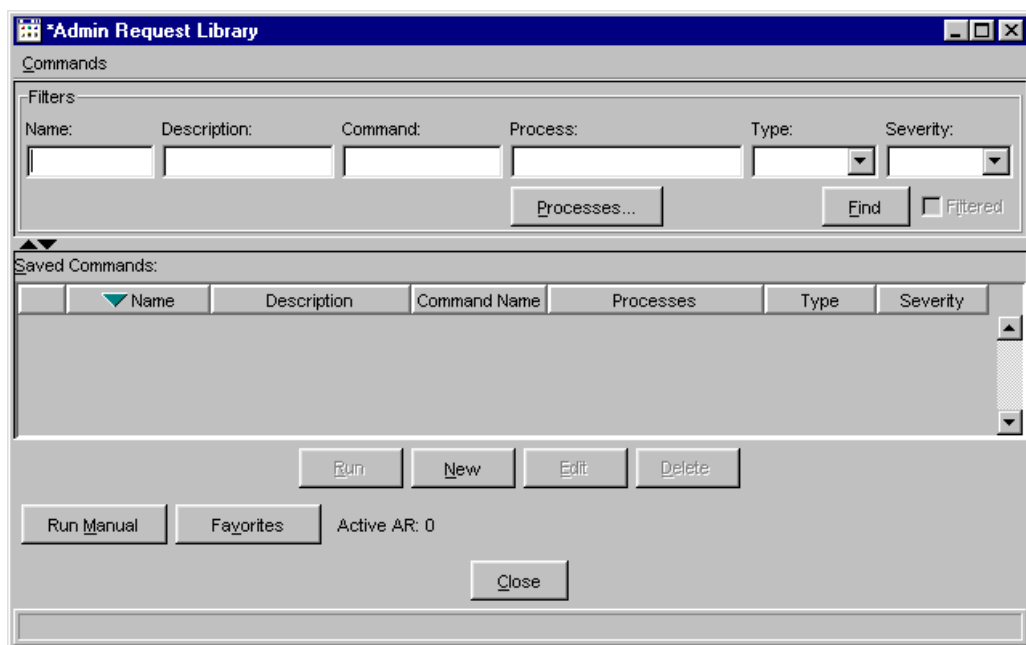 *Admin Request Library
Commands
Filters
Name: Description: Command: Process: Type: Severity:
Processes... Find Filtered
Saved Commands:
Name Description Command Name Processes Type Severity
Run New Edit Delete
Run Manual Favorites Active AR: 0
Close